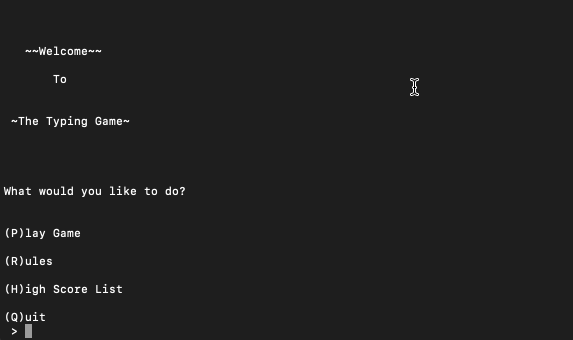 ~~Welcome~~
To
~The Typing Game~
What would you like to do?
(P)lay Game
(R)ules
(H)igh Score List
(Q)uit
>